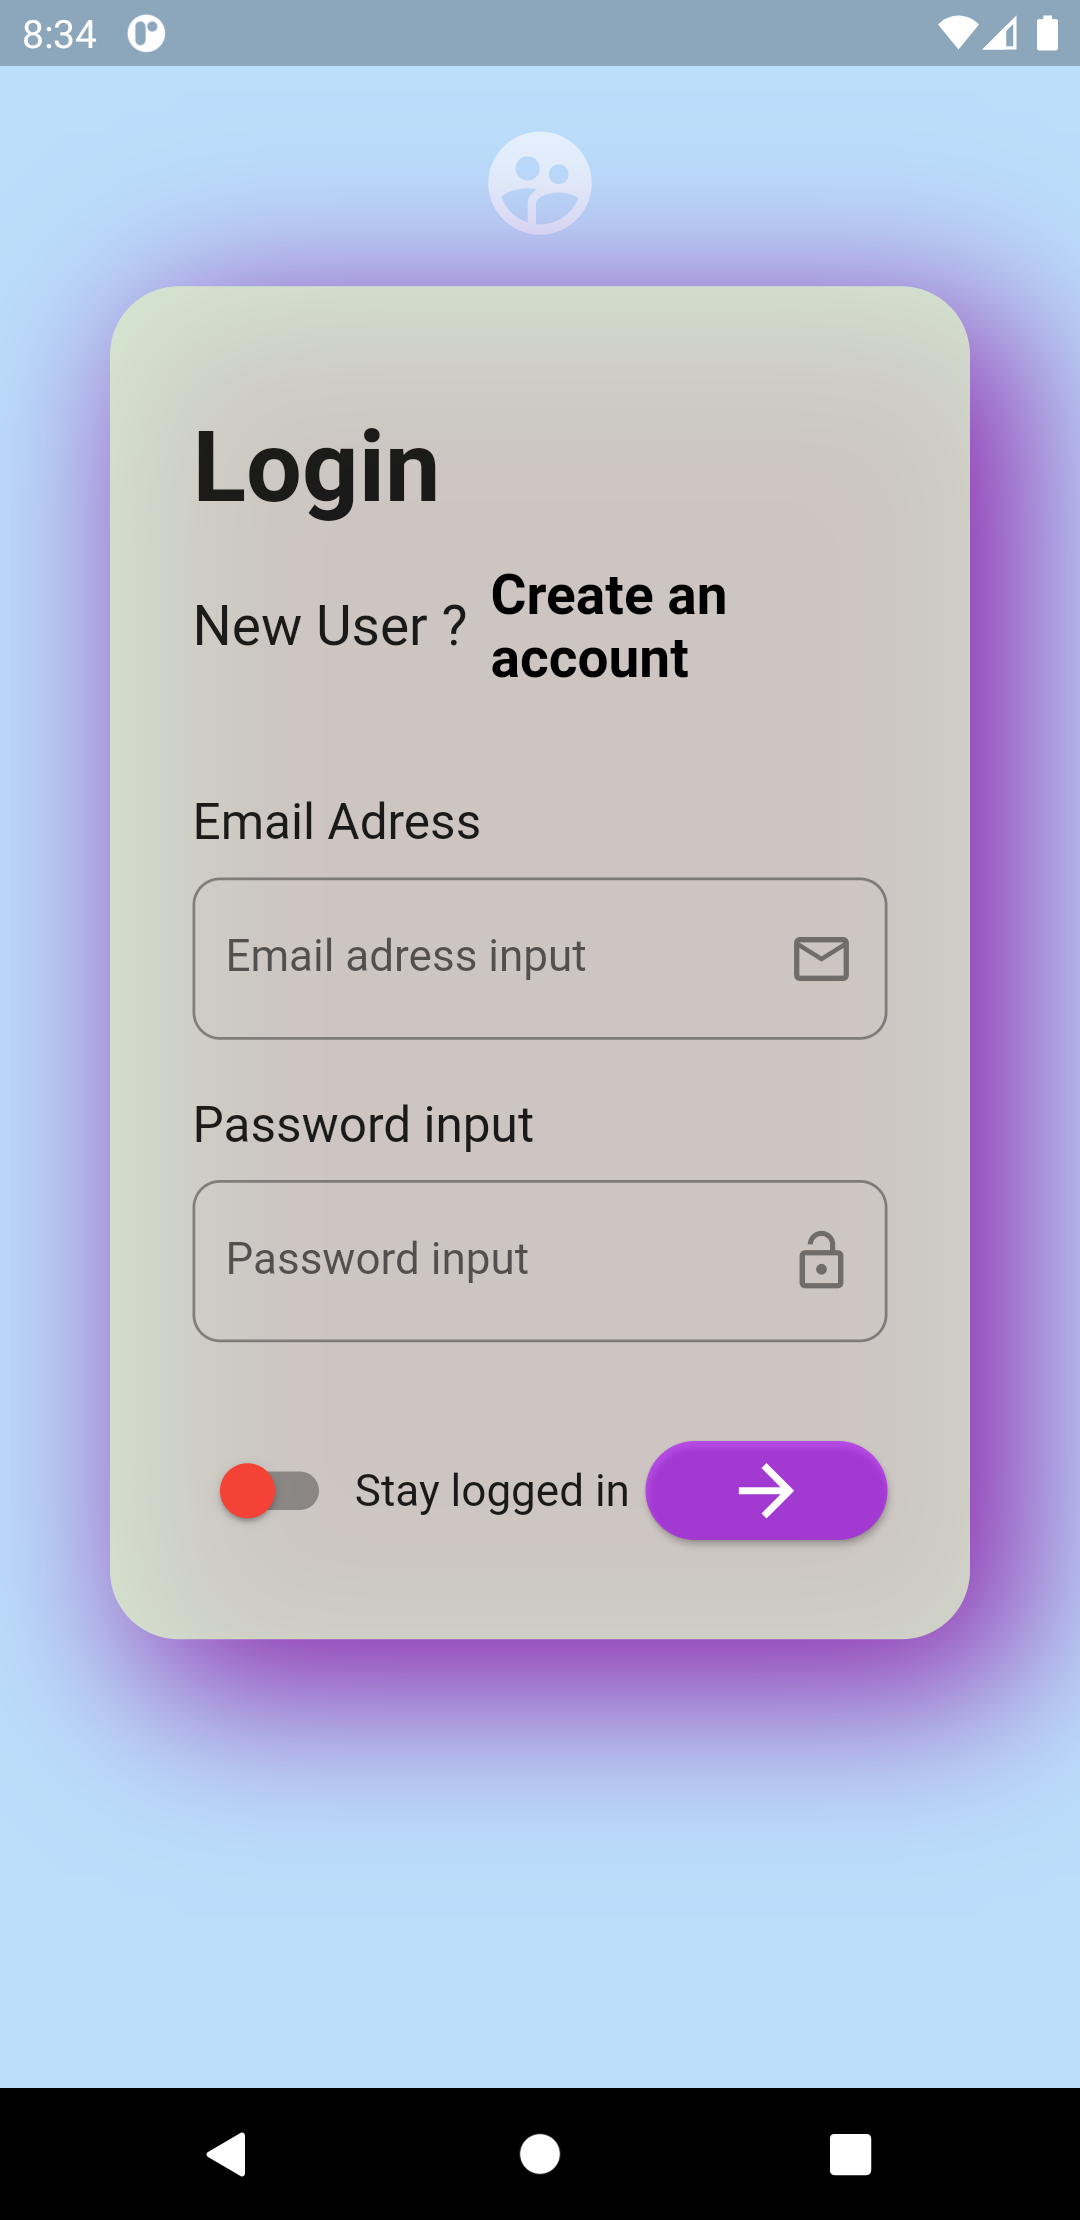 8:34
Login
New User ?
Create an
account
Email Adress
Email adress input
Password input
Password input
Stay logged in